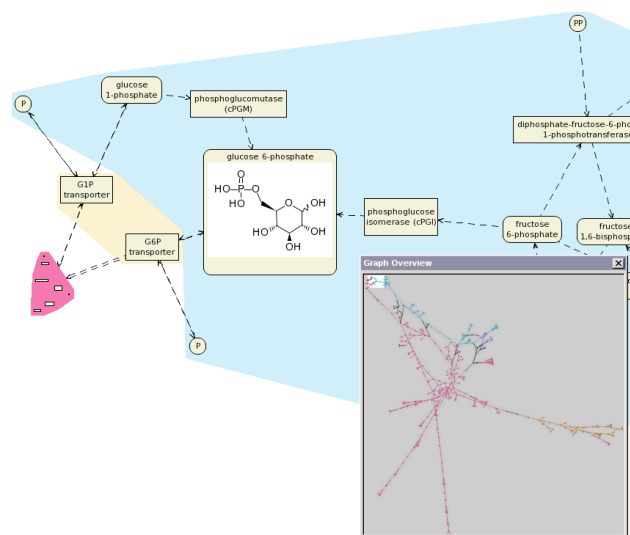 PP
P
glucose
1-phosphate
phosphoglucomutase
(cPGM)
diphosphate-fructose-6-pho
1-phosphotransferase
glucose 6-phosphate
O
HO P O
HO
O OH
HO OH
OH
G1P
transporter
phosphoglucose
isomerase (cPGI)
fructose
6-phosphate
fructose
1,6-bisphosp
G6P
transporter
P
Graph Overview